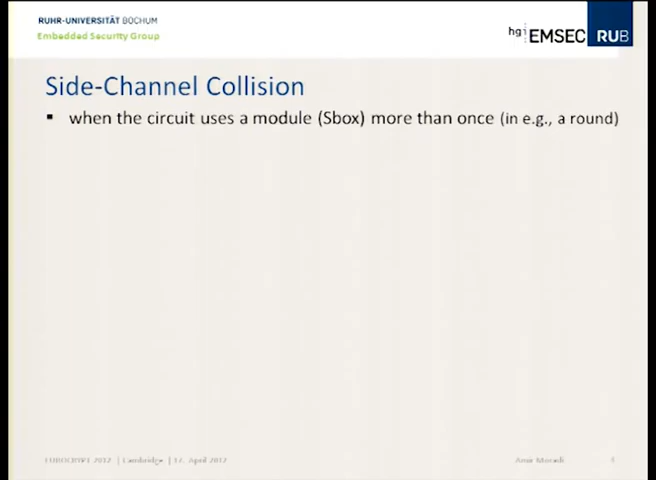 RUHR-UNIVERSITÄT BOCHUM
Embedded Security Group
hgi EMSEC RUB
Side-Channel Collision
▪ when the circuit uses a module (Sbox) more than once (in e.g., a round)
EUROCRYPT 2012 | Cambridge | 17. April 2012
Amir Moradi